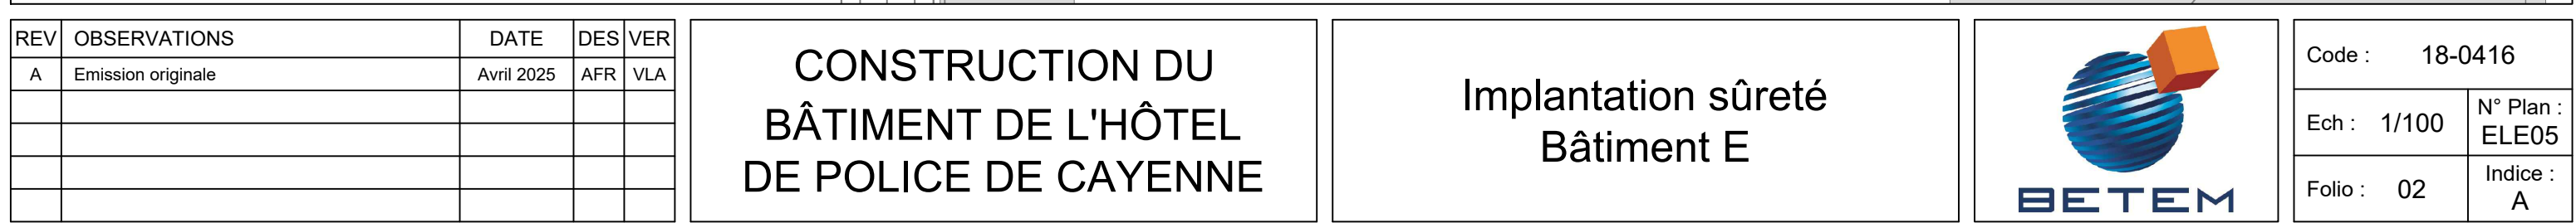 REV OBSERVATIONS DATE DES VER
A Emission originale Avril 2025 AFR VLA
CONSTRUCTION DU
BÂTIMENT DE L'HÔTEL
DE POLICE DE CAYENNE
Implantation sûreté
Bâtiment E
BETEM
Code : 18-0416
Ech : 1/100
N° Plan :
ELE05
Folio : 02
Indice :
A